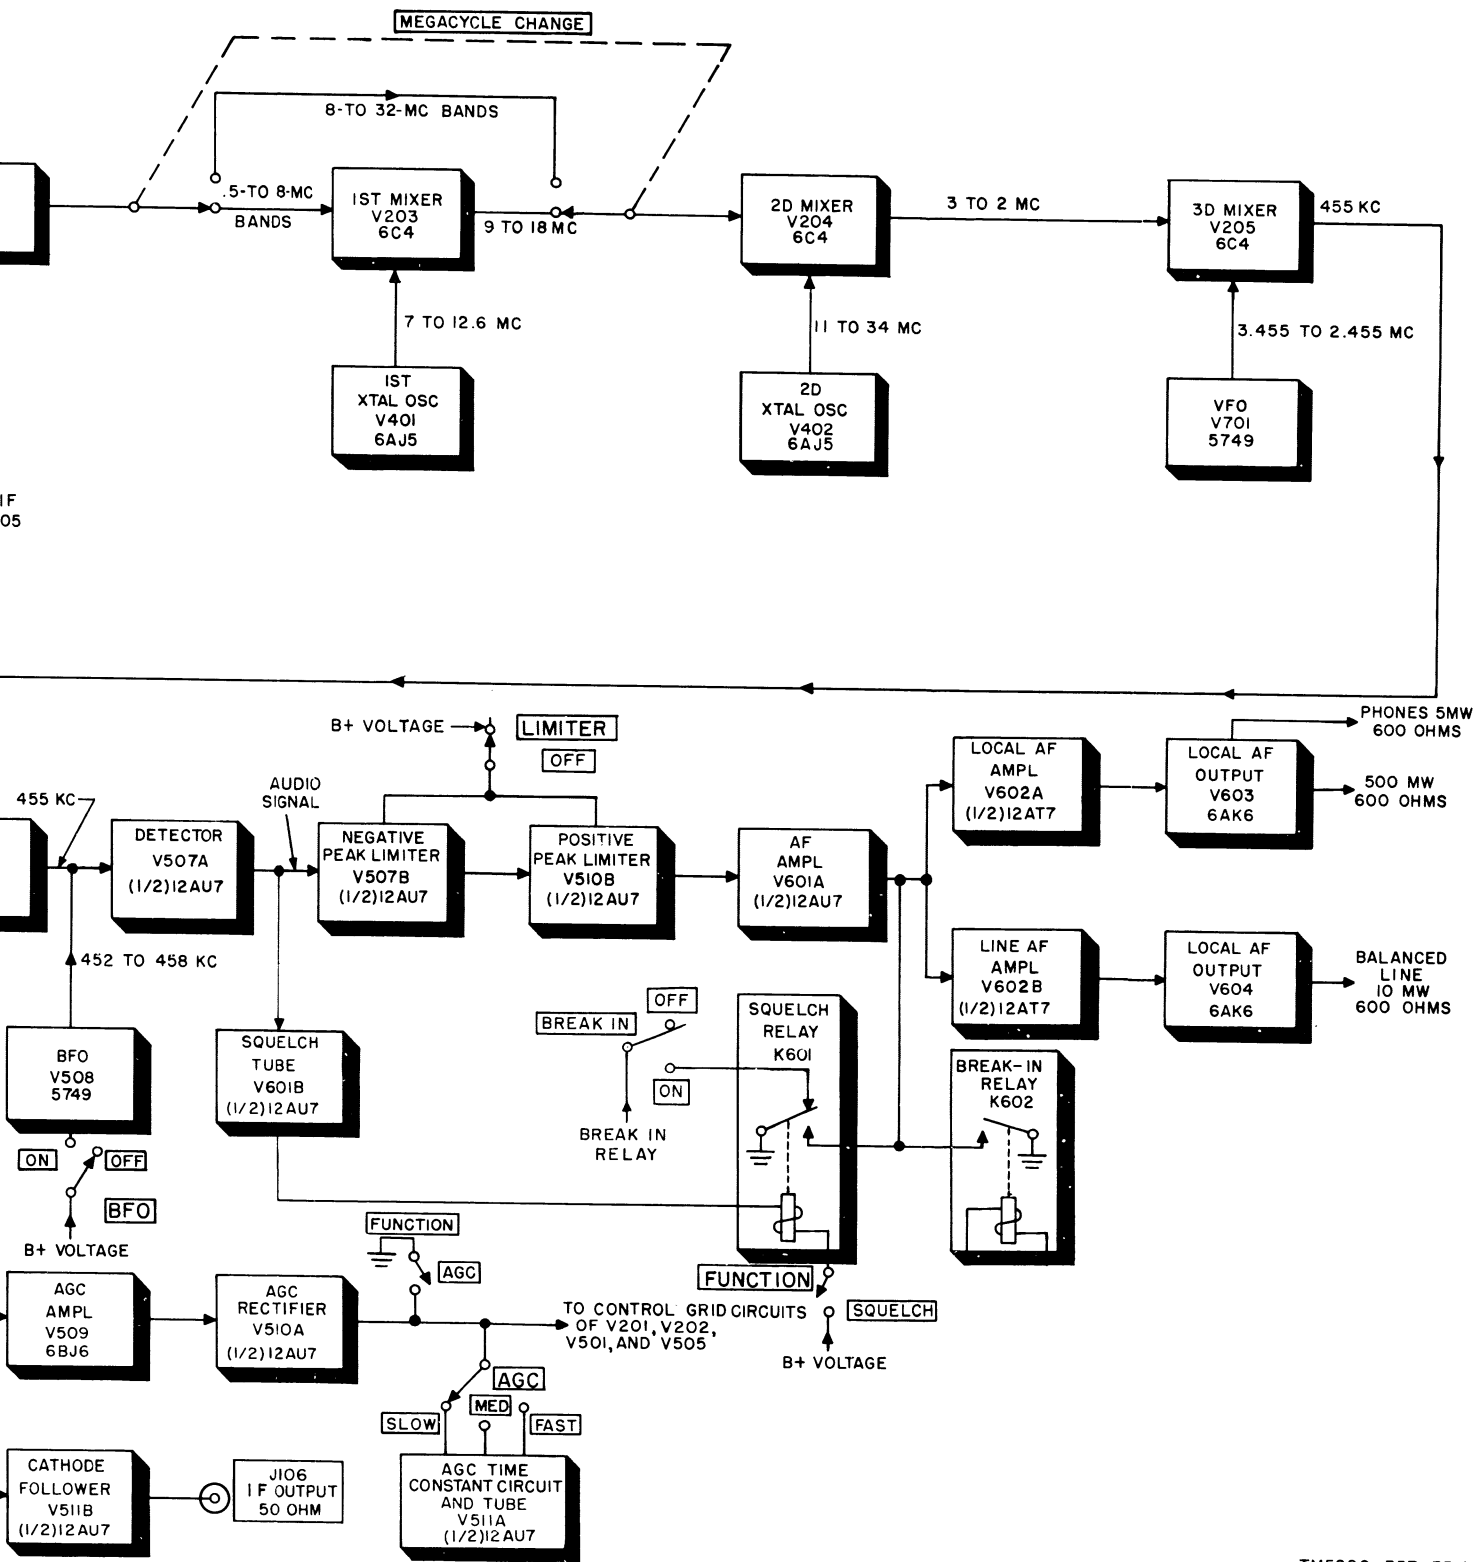 MEGACYCLE CHANGE
8-TO 32-MC BANDS
.5-TO 8-MC
BANDS
1ST MIXER
V203
6C4
9 TO 18 MC
2D MIXER
V204
6C4
3 TO 2 MC
3D MIXER
V205
6C4
455 KC
7 TO 12.6 MC
11 TO 34 MC
3.455 TO 2.455 MC
1ST
XTAL OSC
V401
6AJ5
2D
XTAL OSC
V402
6AJ5
VFO
V701
5749
IF
05
B+ VOLTAGE
LIMITER
OFF
PHONES 5MW
600 OHMS
455 KC
AUDIO
SIGNAL
DETECTOR
V507A
(1/2)12AU7
NEGATIVE
PEAK LIMITER
V507B
(1/2)12AU7
POSITIVE
PEAK LIMITER
V510B
(1/2)12AU7
AF
AMPL
V601A
(1/2)12AU7
LOCAL AF
AMPL
V602A
(1/2)12AT7
LOCAL AF
OUTPUT
V603
6AK6
500 MW
600 OHMS
452 TO 458 KC
LINE AF
AMPL
V602B
(1/2)12AT7
LOCAL AF
OUTPUT
V604
6AK6
BALANCED
LINE
10 MW
600 OHMS
BFO
V508
5749
SQUELCH
TUBE
V601B
(1/2)12AU7
BREAK IN
OFF
ON
BREAK IN
RELAY
SQUELCH
RELAY
K601
BREAK-IN
RELAY
K602
ON
OFF
BFO
B+ VOLTAGE
FUNCTION
AGC
FUNCTION
SQUELCH
B+ VOLTAGE
AGC
AMPL
V509
6BJ6
AGC
RECTIFIER
V510A
(1/2)12AU7
TO CONTROL GRID CIRCUITS
OF V201, V202,
V501, AND V505
AGC
SLOW
MED
FAST
CATHODE
FOLLOWER
V511B
(1/2)12AU7
J106
IF OUTPUT
50 OHM
AGC TIME
CONSTANT CIRCUIT
AND TUBE
V511A
(1/2)12AU7